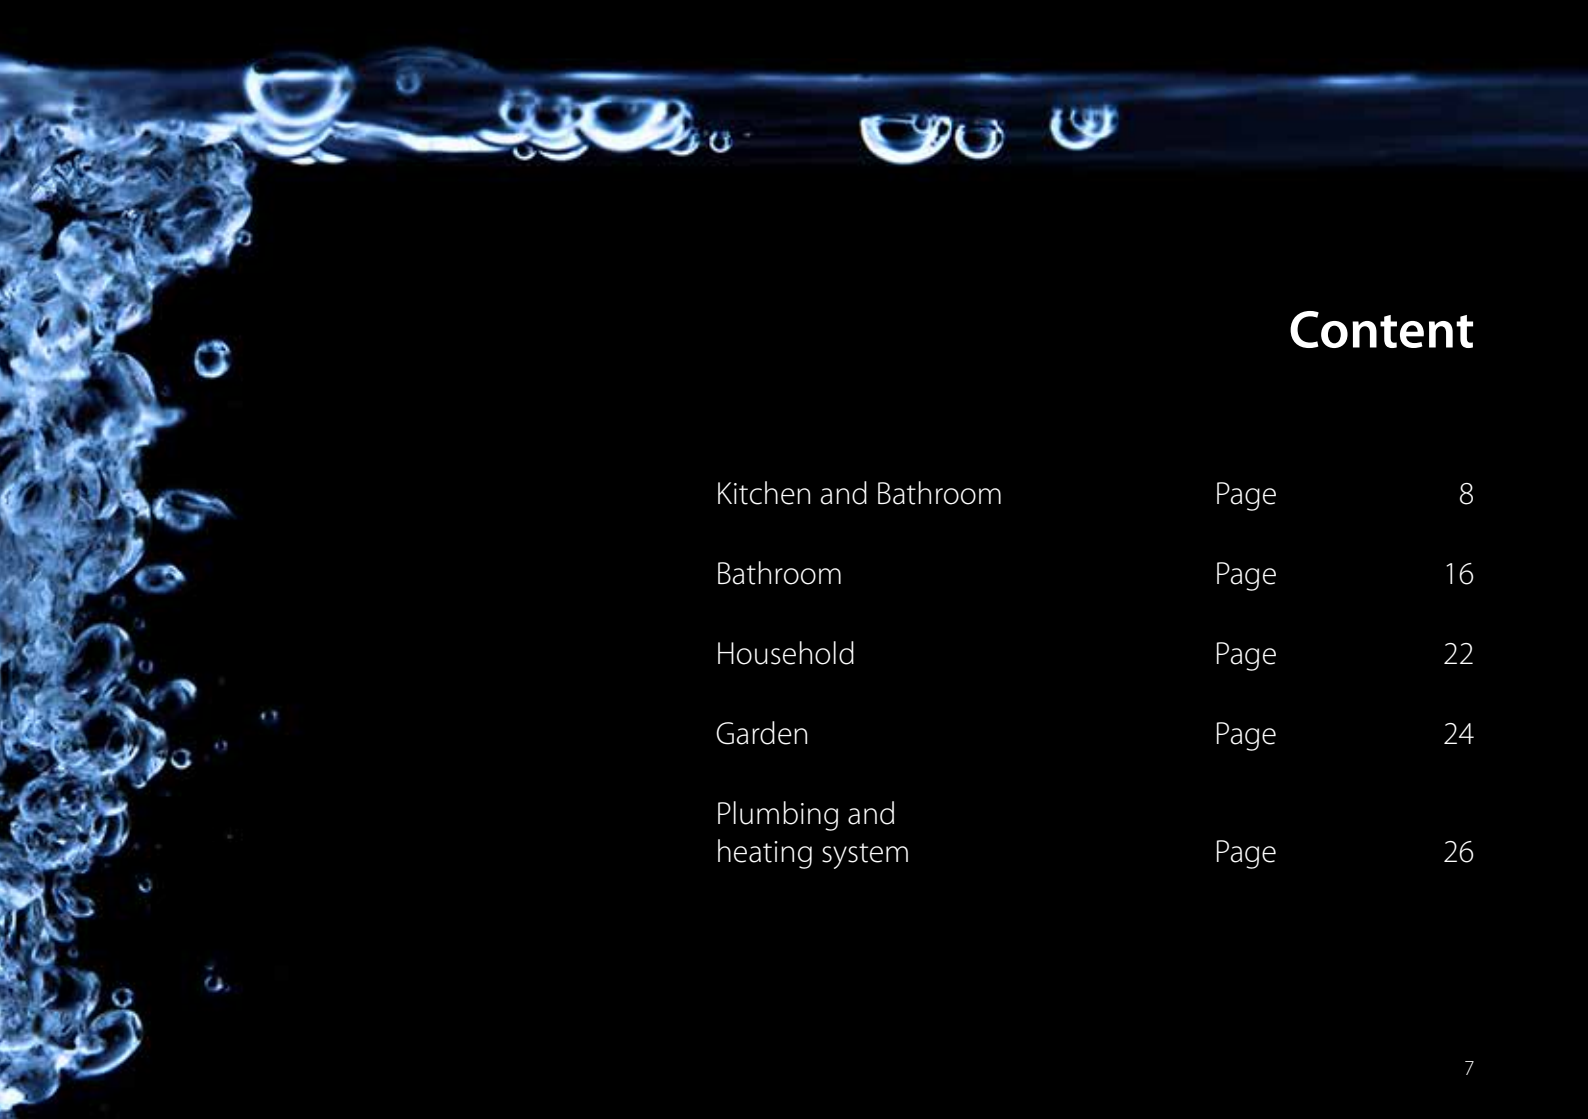 Content
Kitchen and Bathroom Page 8
Bathroom Page 16
Household Page 22
Garden Page 24
Plumbing and
heating system Page 26
7